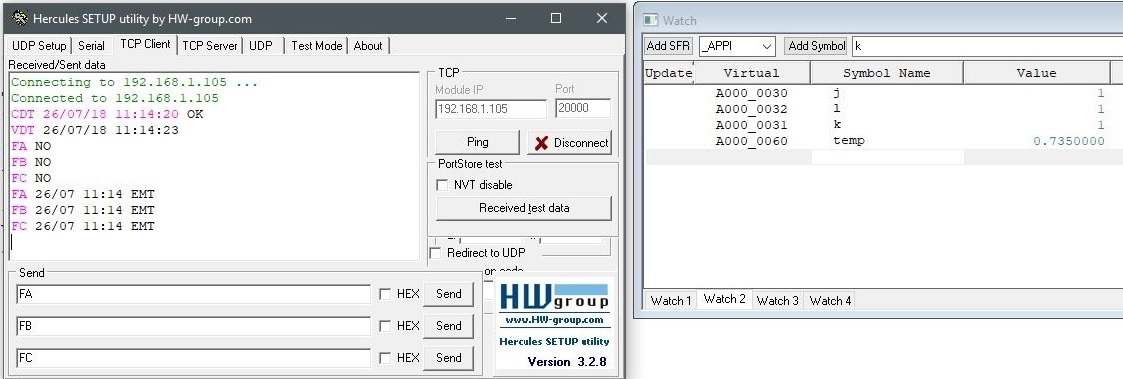 Hercules SETUP utility by HW-group.com
UDP Setup Serial TCP Client TCP Server UDP Test Mode About
Received/Sent data
Connecting to 192.168.1.105 ...
Connected to 192.168.1.105
CDT 26/07/18 11:14:20 OK
VDT 26/07/18 11:14:23
FA NO
FB NO
FC NO
FA 26/07 11:14 EMT
FB 26/07 11:14 EMT
FC 26/07 11:14 EMT
TCP
Module IP Port
192.168.1.105 20000
Ping Disconnect
PortStore test
NVT disable
Received test data
Redirect to UDP
Send
FA HEX Send
FB HEX Send
FC HEX Send
HW group
www.HW-group.com
Hercules SETUP utility
Version 3.2.8
Watch
Add SFR _APPI Add Symbol k
Update Virtual Symbol Name Value
A000_0030 j 1
A000_0032 l 1
A000_0031 k 1
A000_0060 temp 0.7350000
Watch 1 Watch 2 Watch 3 Watch 4